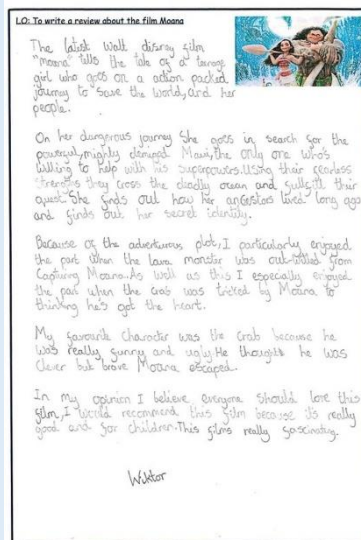 LO: To write a review about the film Moana
The latest Walt disney film
"moana" tells the tale of a teenage
girl who goes on a action packed
journey to save the world, and her
people.
On her dangerous journey She goes in search for the
powerful, mighty demigod Maui, the only one who's
willing to help with his superpowers. Using their fearless
strengths they cross the deadly ocean and fullfill their
quest. She finds out how her angestors lived long ago
and finds out her secret identity.
Because of the adventurous plot, I particularly enjoyed
the part when the lava monster was out-witted from
Capturing Moana. As well as this I especially enjoyed
the part when the crab was tricked by Moana to
thinking he's got the heart.
My favourite character was the crab because he
was really funny and ugly. He thought he was
clever but brave Moana escaped.
In my opinion I believe everyone should love this
film, I would recommend this film because it's really
good and for children. This films really fascinating.
Wiktor